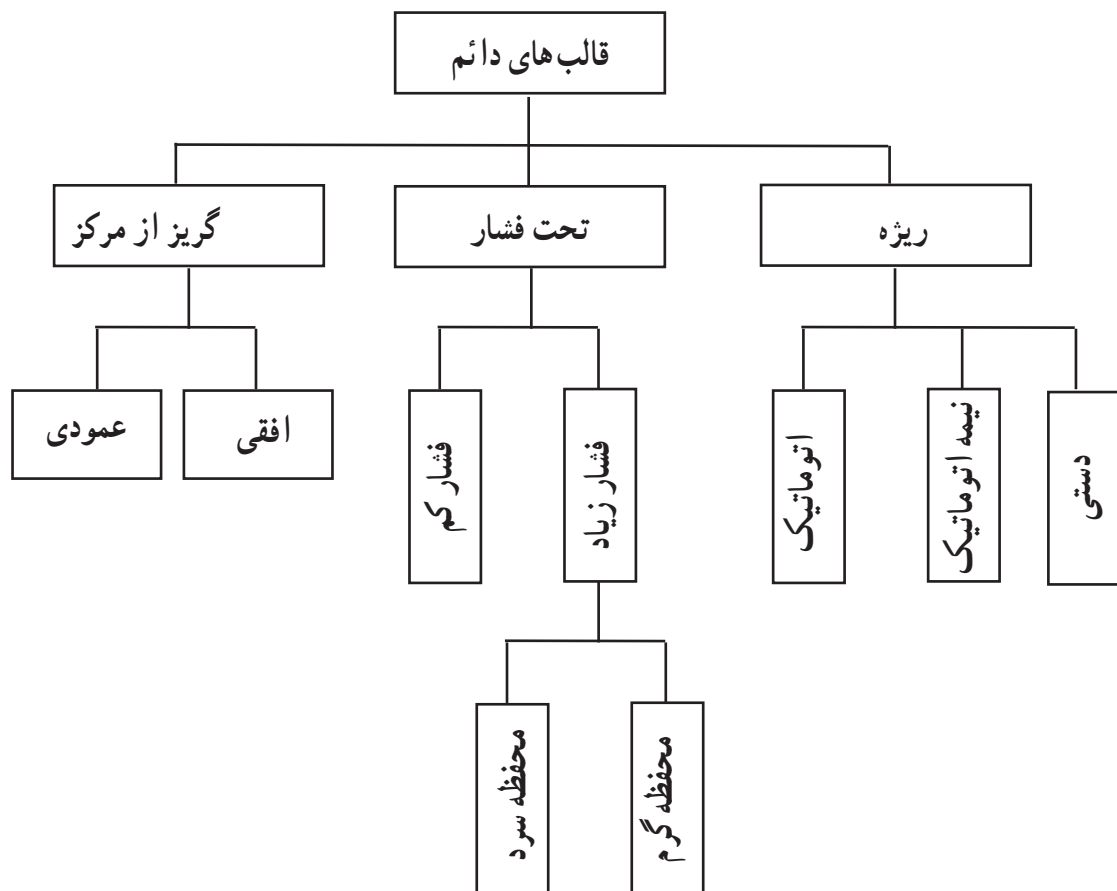 قالب‌های دائم
ریژه
تحت فشار
گریز از مرکز
دستی
نیمه اتوماتیک
اتوماتیک
فشار زیاد
فشار کم
افقی
عمودی
محفظه گرم
محفظه سرد